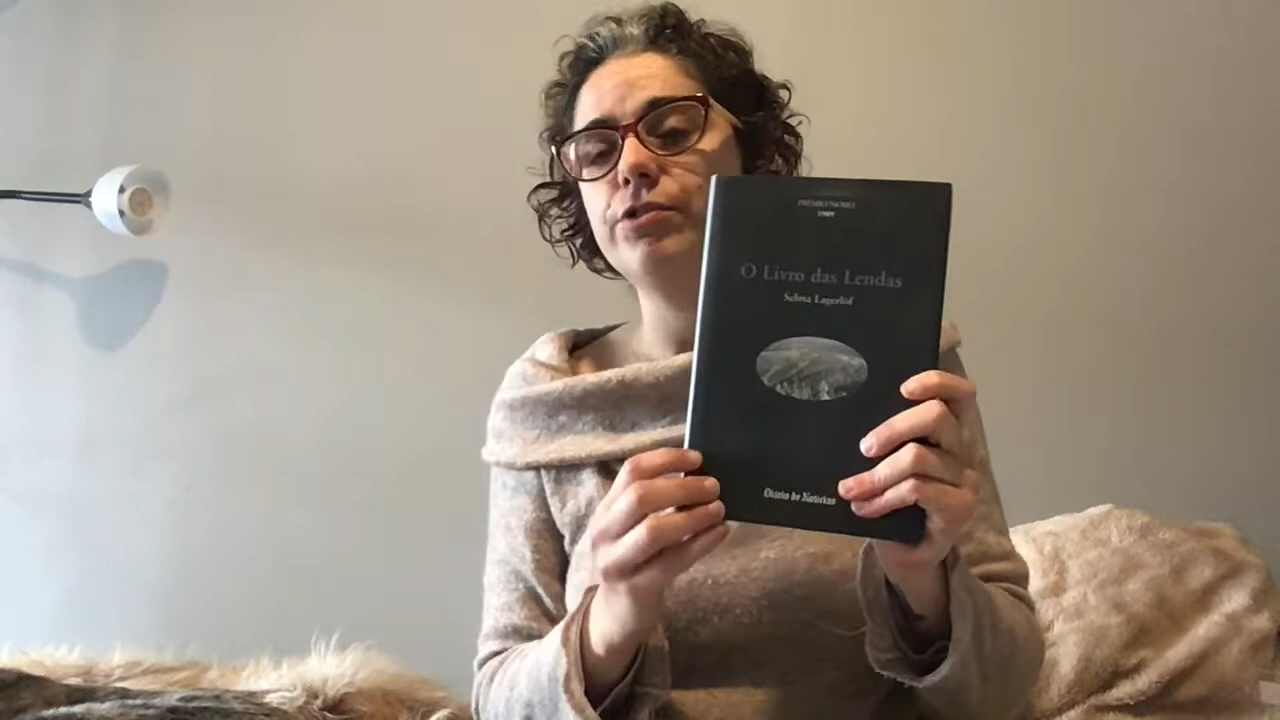 PRÉMIO NOBEL
1909
O Livro das Lendas
Selma Lagerlöf
Diário de Notícias